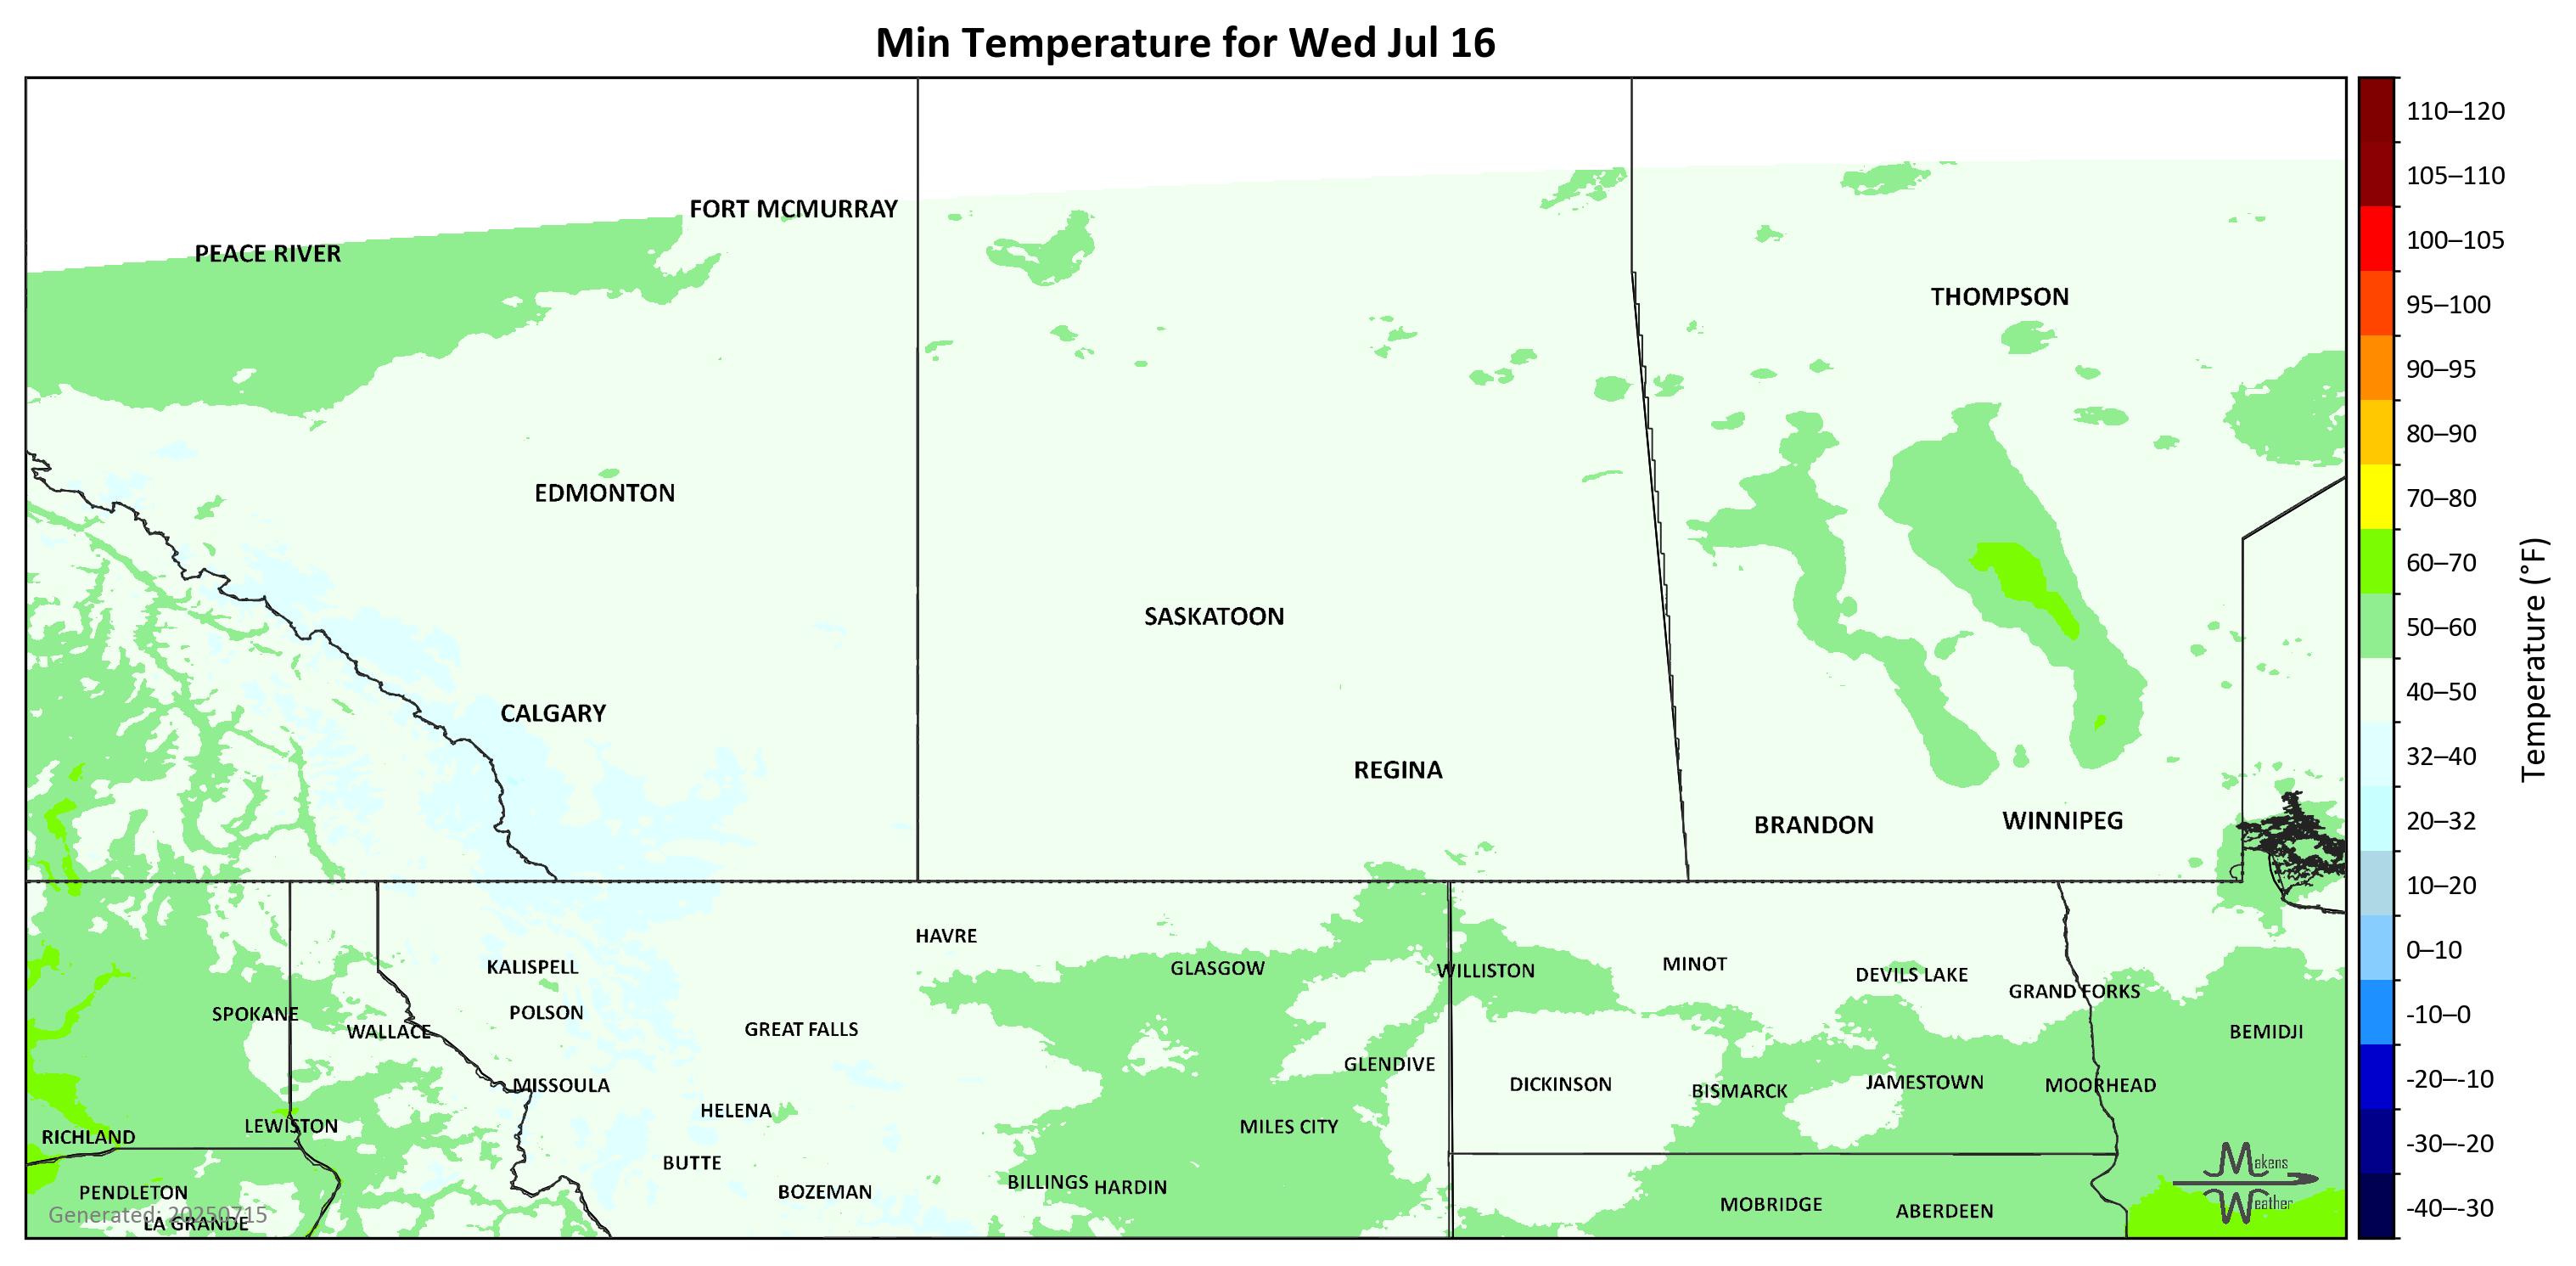 Min Temperature for Wed Jul 16
110–120
105–110
FORT MCMURRAY
100–105
PEACE RIVER
THOMPSON
95–100
90–95
80–90
EDMONTON
70–80
60–70
SASKATOON
50–60
Temperature (°F)
40–50
CALGARY
32–40
REGINA
20–32
BRANDON
WINNIPEG
10–20
HAVRE
0–10
KALISPELL
GLASGOW
WILLISTON
MINOT
DEVILS LAKE
GRAND FORKS
-10–0
SPOKANE
POLSON
WALLACE
GREAT FALLS
BEMIDJI
GLENDIVE
-20–-10
MISSOULA
DICKINSON
BISMARCK
JAMESTOWN
MOORHEAD
HELENA
LEWISTON
MILES CITY
RICHLAND
-30–-20
BUTTE
Makens
Weather
PENDLETON
BOZEMAN
BILLINGS
HARDIN
MOBRIDGE
ABERDEEN
-40–-30
Generated: 20250715
LA GRANDE